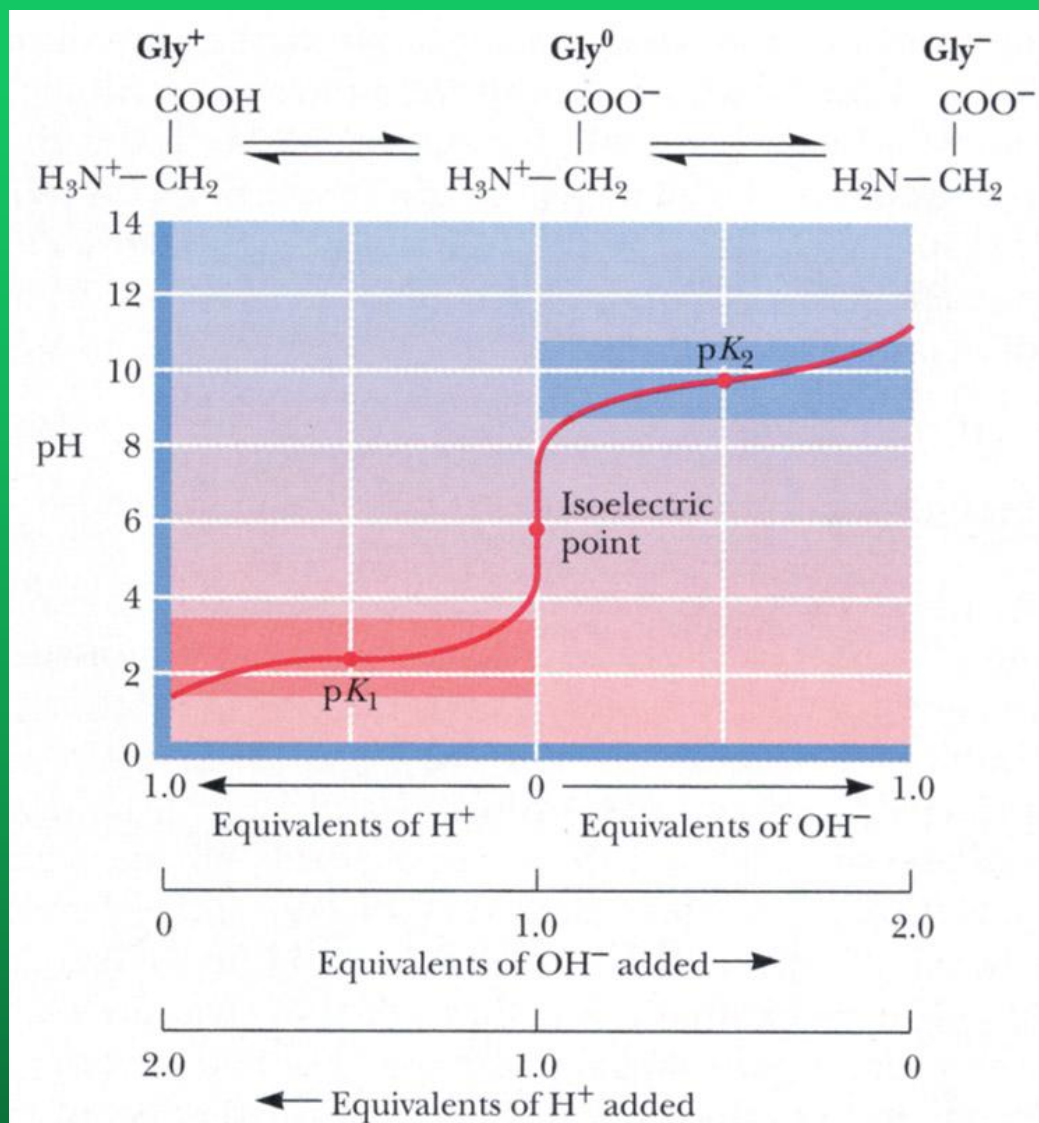 Gly⁺ Gly⁰ Gly⁻
COOH COO⁻ COO⁻
H₃N⁺—CH₂ H₃N⁺—CH₂ H₂N—CH₂
14
12
pK₂
10
pH
8
Isoelectric
6
point
4
2
pK₁
0
1.0 0 1.0
Equivalents of H⁺ Equivalents of OH⁻
0 1.0 2.0
Equivalents of OH⁻ added
2.0 1.0 0
Equivalents of H⁺ added